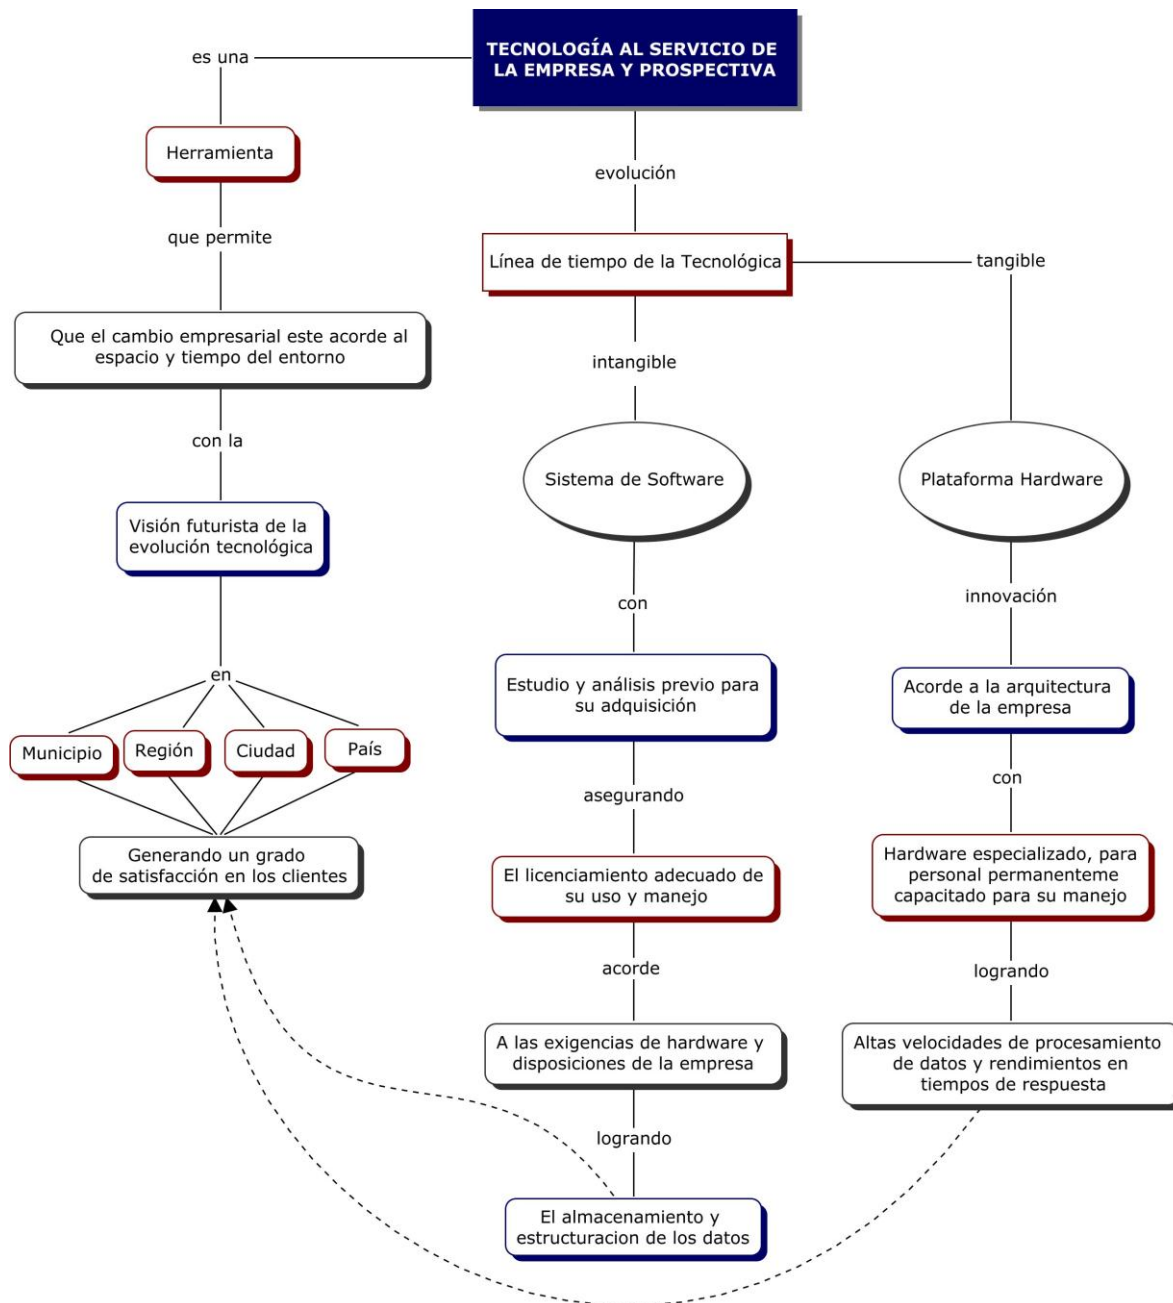 TECNOLOGÍA AL SERVICIO DE
LA EMPRESA Y PROSPECTIVA
es una
Herramienta
que permite
Que el cambio empresarial este acorde al
espacio y tiempo del entorno
con la
Visión futurista de la
evolución tecnológica
en
Municipio
Región
Ciudad
País
Generando un grado
de satisfacción en los clientes
evolución
Línea de tiempo de la Tecnológica
intangible
Sistema de Software
con
Estudio y análisis previo para
su adquisición
asegurando
El licenciamiento adecuado de
su uso y manejo
acorde
A las exigencias de hardware y
disposiciones de la empresa
logrando
El almacenamiento y
estructuracion de los datos
tangible
Plataforma Hardware
innovación
Acorde a la arquitectura
de la empresa
con
Hardware especializado, para
personal permanenteme
capacitado para su manejo
logrando
Altas velocidades de procesamiento
de datos y rendimientos en
tiempos de respuesta